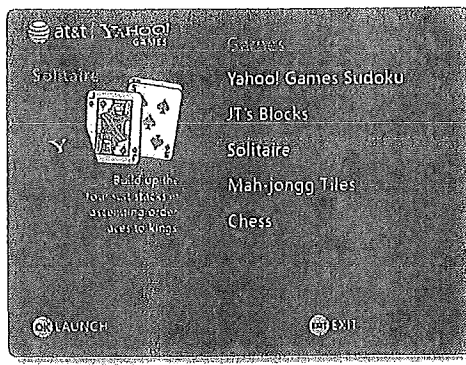 at&t | YAHOO!
GAMES
Games
Solitaire
Yahoo! Games Sudoku
JT's Blocks
Solitaire
Mah-jongg Tiles
Chess
Build up the
four suit stacks in
ascending order
aces to kings
OK LAUNCH
EXIT EXIT